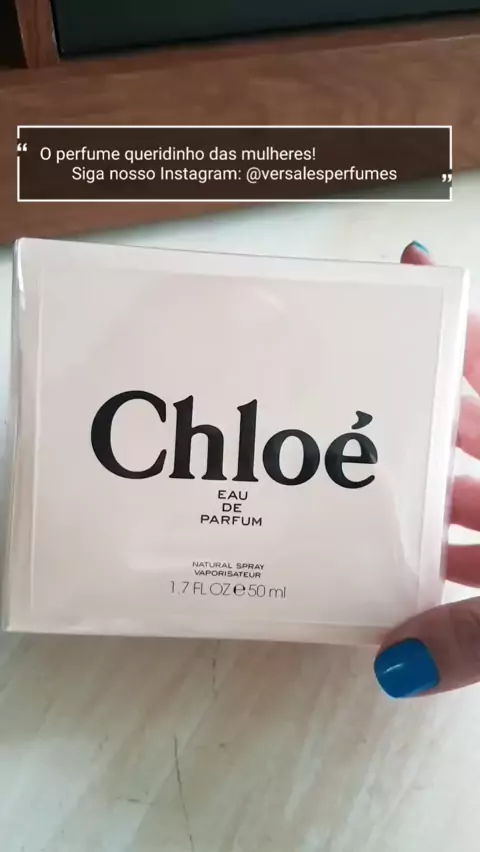 “ O perfume queridinho das mulheres!
Siga nosso Instagram: @versalesperfumes ”
Chloé
EAU
DE
PARFUM
NATURAL SPRAY
VAPORISATEUR
1.7 FL OZ ℮ 50 ml